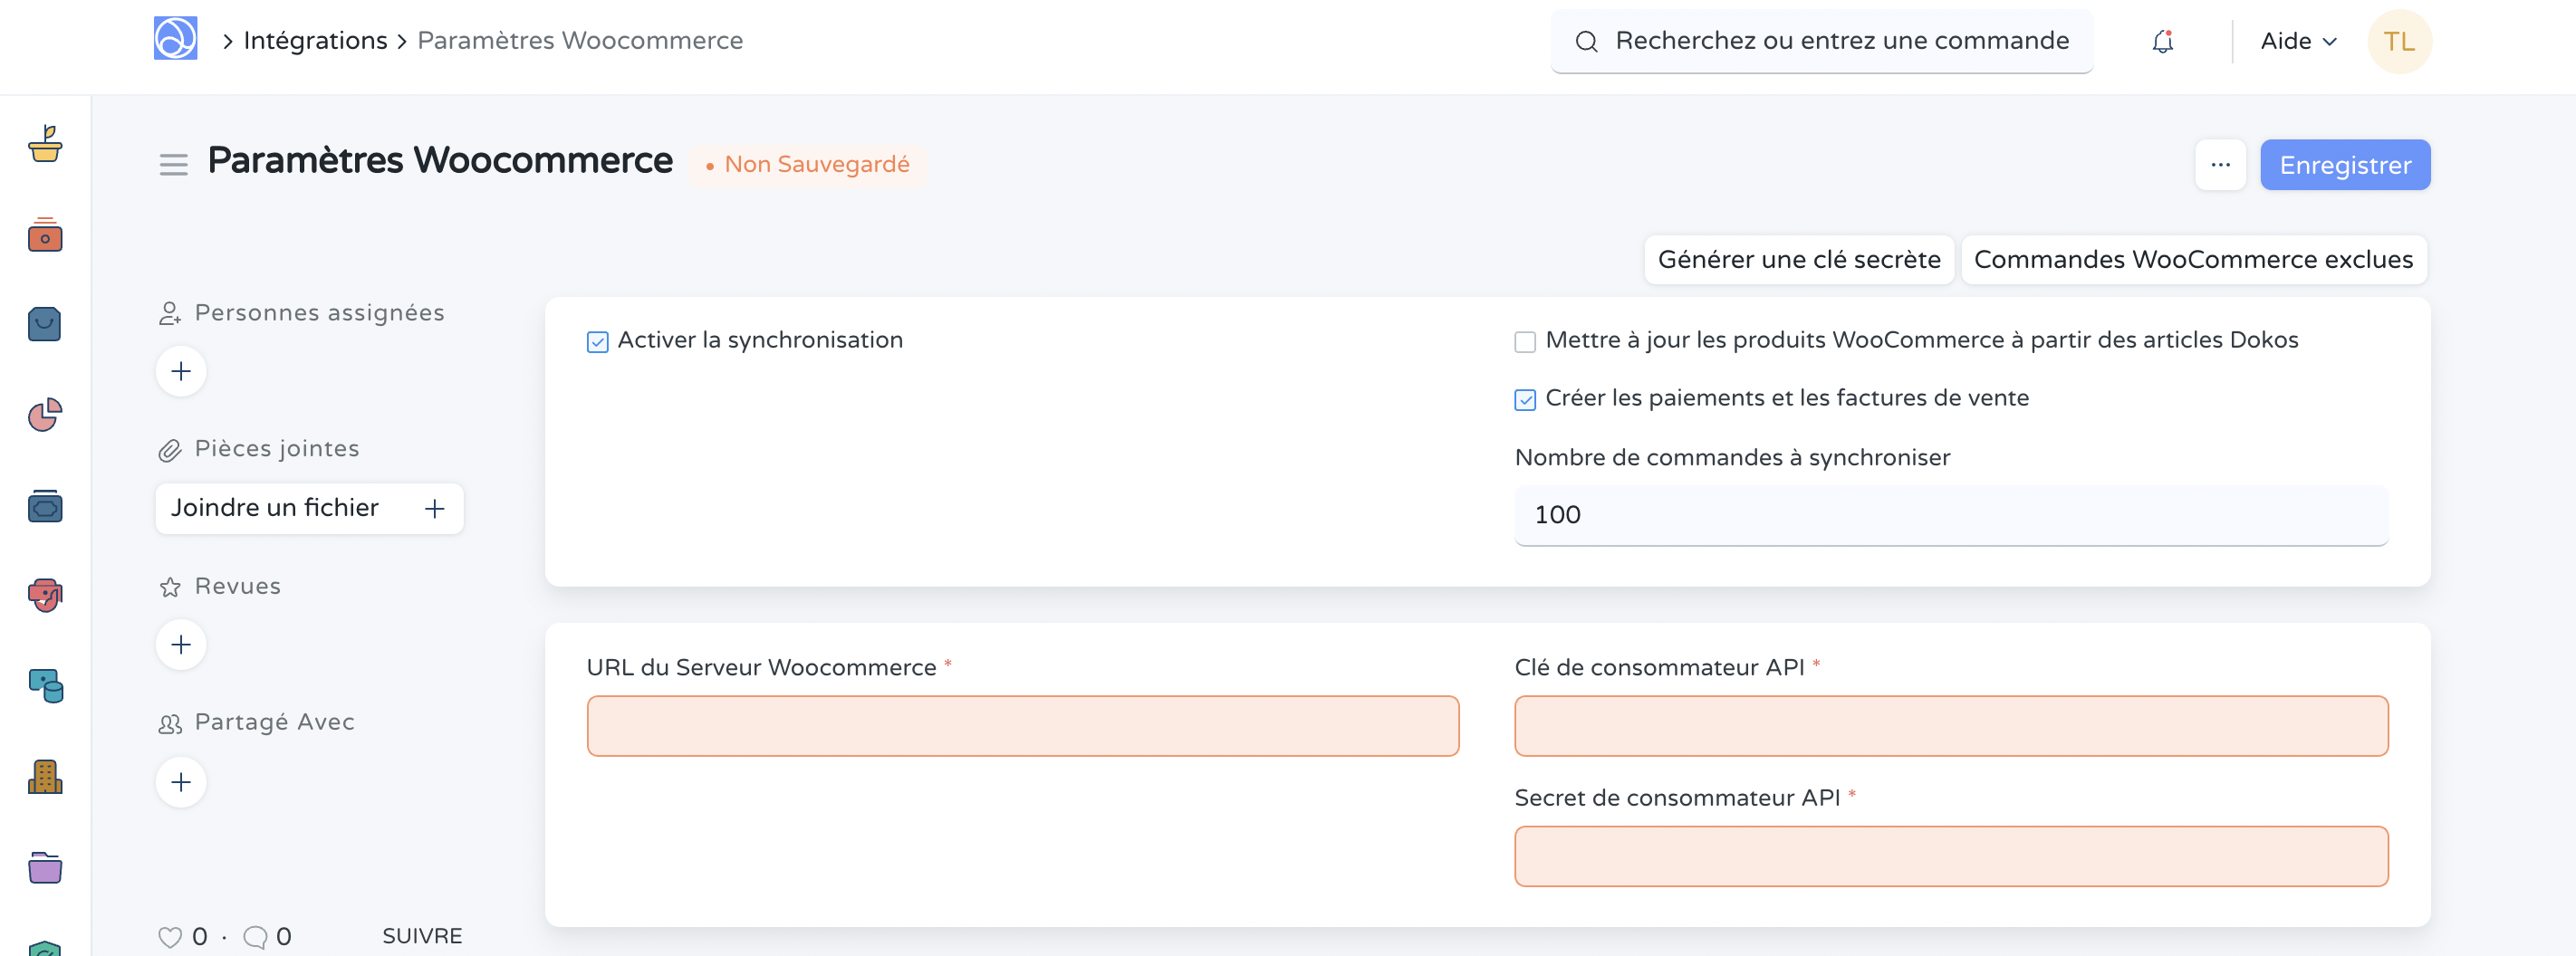 Intégrations
Paramètres Woocommerce
Recherchez ou entrez une commande
Aide
TL
Paramètres Woocommerce
Non Sauvegardé
...
Enregistrer
Générer une clé secrète
Commandes WooCommerce exclues
Personnes assignées
Pièces jointes
Joindre un fichier
Revues
Partagé Avec
0 · 0
SUIVRE
Activer la synchronisation
Mettre à jour les produits WooCommerce à partir des articles Dokos
Créer les paiements et les factures de vente
Nombre de commandes à synchroniser
100
URL du Serveur Woocommerce *
Clé de consommateur API *
Secret de consommateur API *